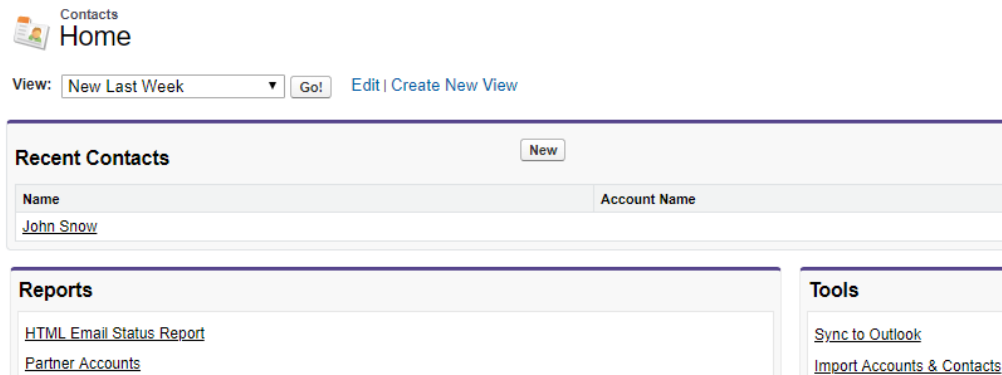 Contacts
Home
View: New Last Week Go! Edit | Create New View
Recent Contacts New
Name Account Name
John Snow
Reports Tools
HTML Email Status Report Sync to Outlook
Partner Accounts Import Accounts & Contacts